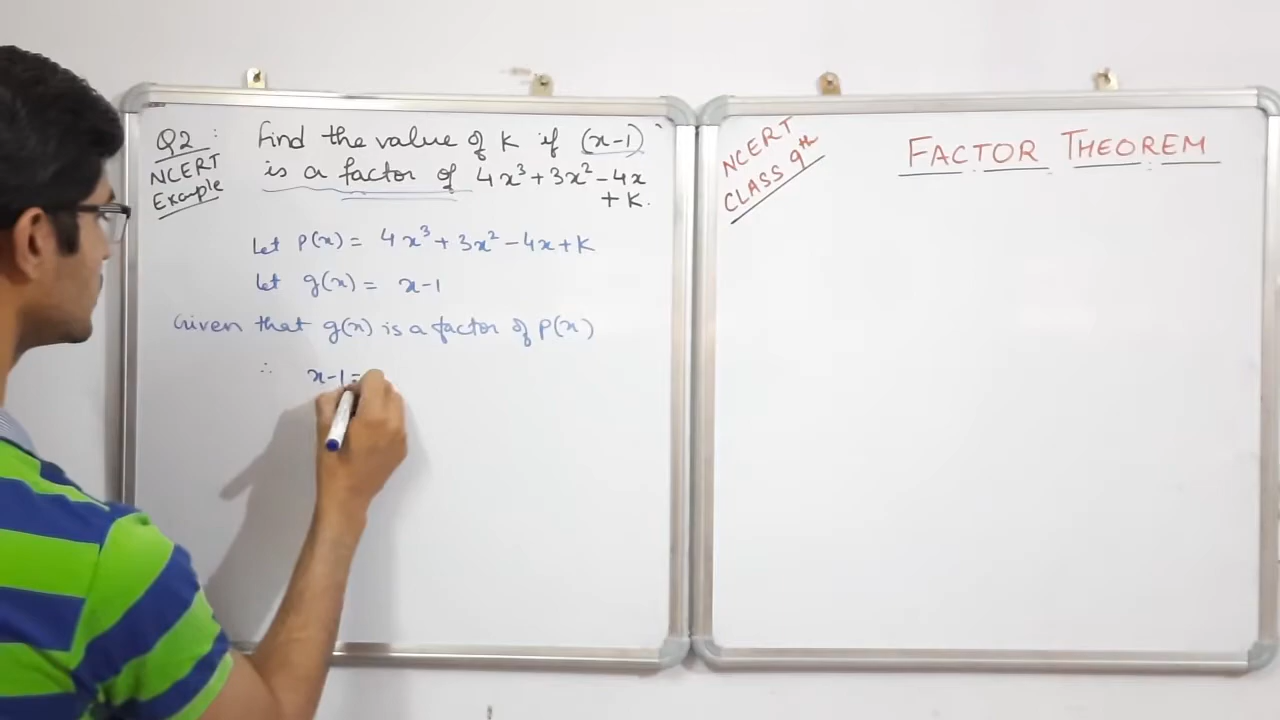 Q2 : Find the value of K if (x-1)
NCERT Example
is a factor of 4x³+3x²-4x
+K.
Let p(x) = 4x³+3x²-4x+K
Let g(x) = x-1
Given that g(x) is a factor of P(x)
∴ x-1=
NCERT
CLASS 9th
FACTOR THEOREM